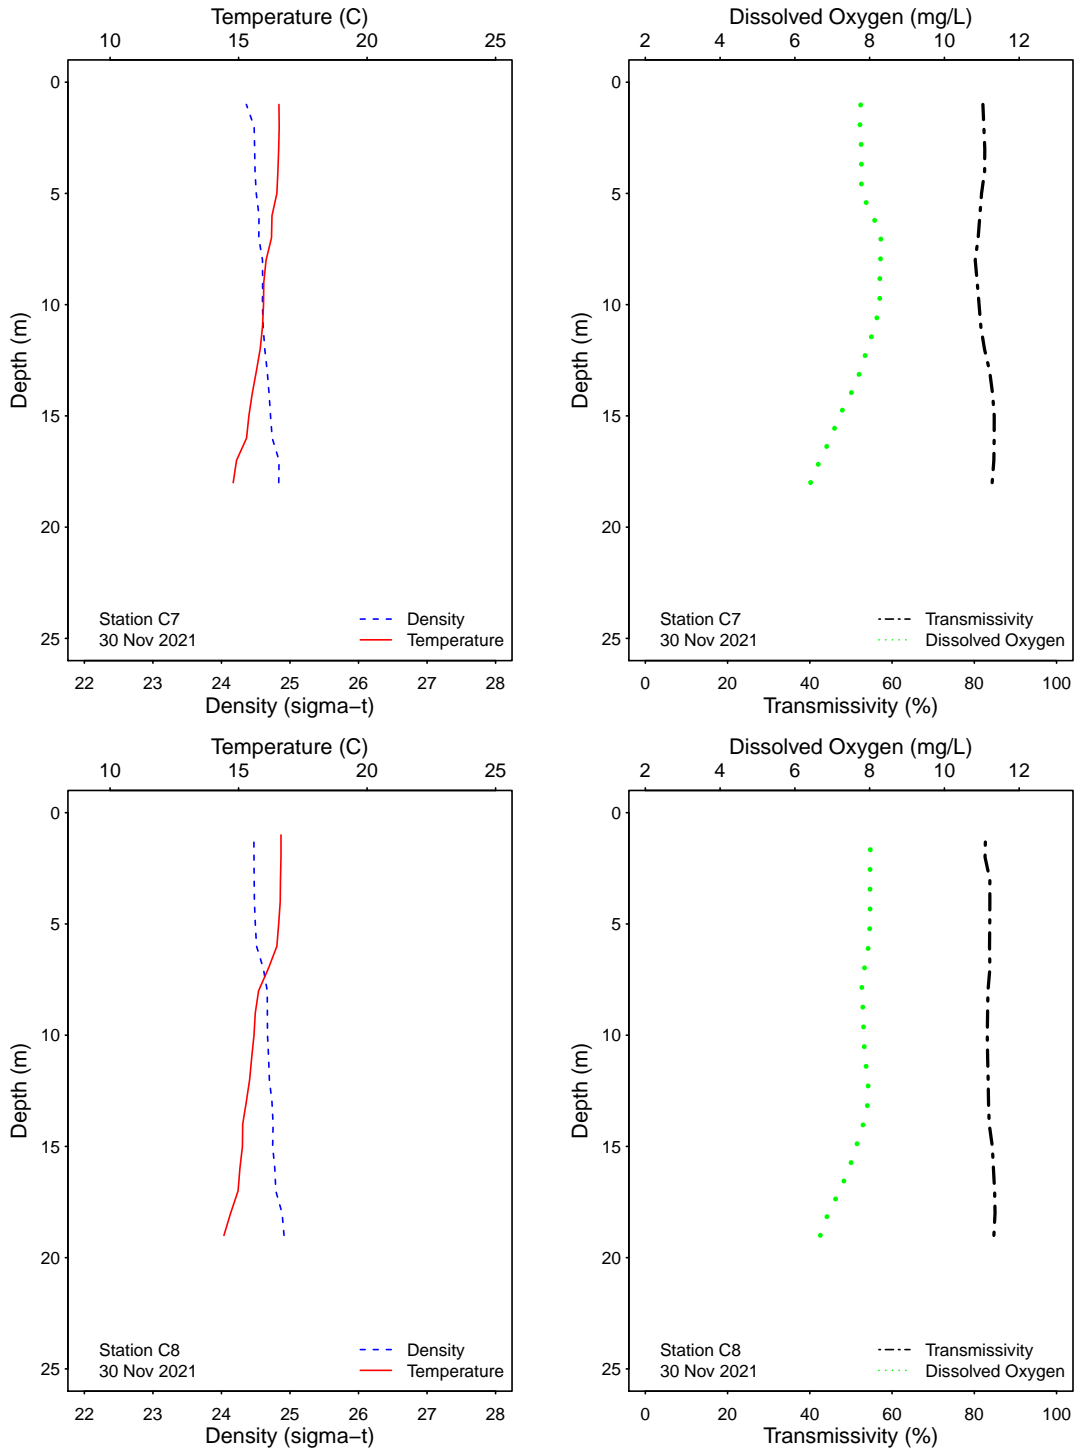 Temperature (C)
10 15 20 25
0
5
10
15
20
25
Depth (m)
Station C7
30 Nov 2021
Density
Temperature
22 23 24 25 26 27 28
Density (sigma−t)
Dissolved Oxygen (mg/L)
2 4 6 8 10 12
0
5
10
15
20
25
Depth (m)
Station C7
30 Nov 2021
Transmissivity
Dissolved Oxygen
0 20 40 60 80 100
Transmissivity (%)
Temperature (C)
10 15 20 25
0
5
10
15
20
25
Depth (m)
Station C8
30 Nov 2021
Density
Temperature
22 23 24 25 26 27 28
Density (sigma−t)
Dissolved Oxygen (mg/L)
2 4 6 8 10 12
0
5
10
15
20
25
Depth (m)
Station C8
30 Nov 2021
Transmissivity
Dissolved Oxygen
0 20 40 60 80 100
Transmissivity (%)